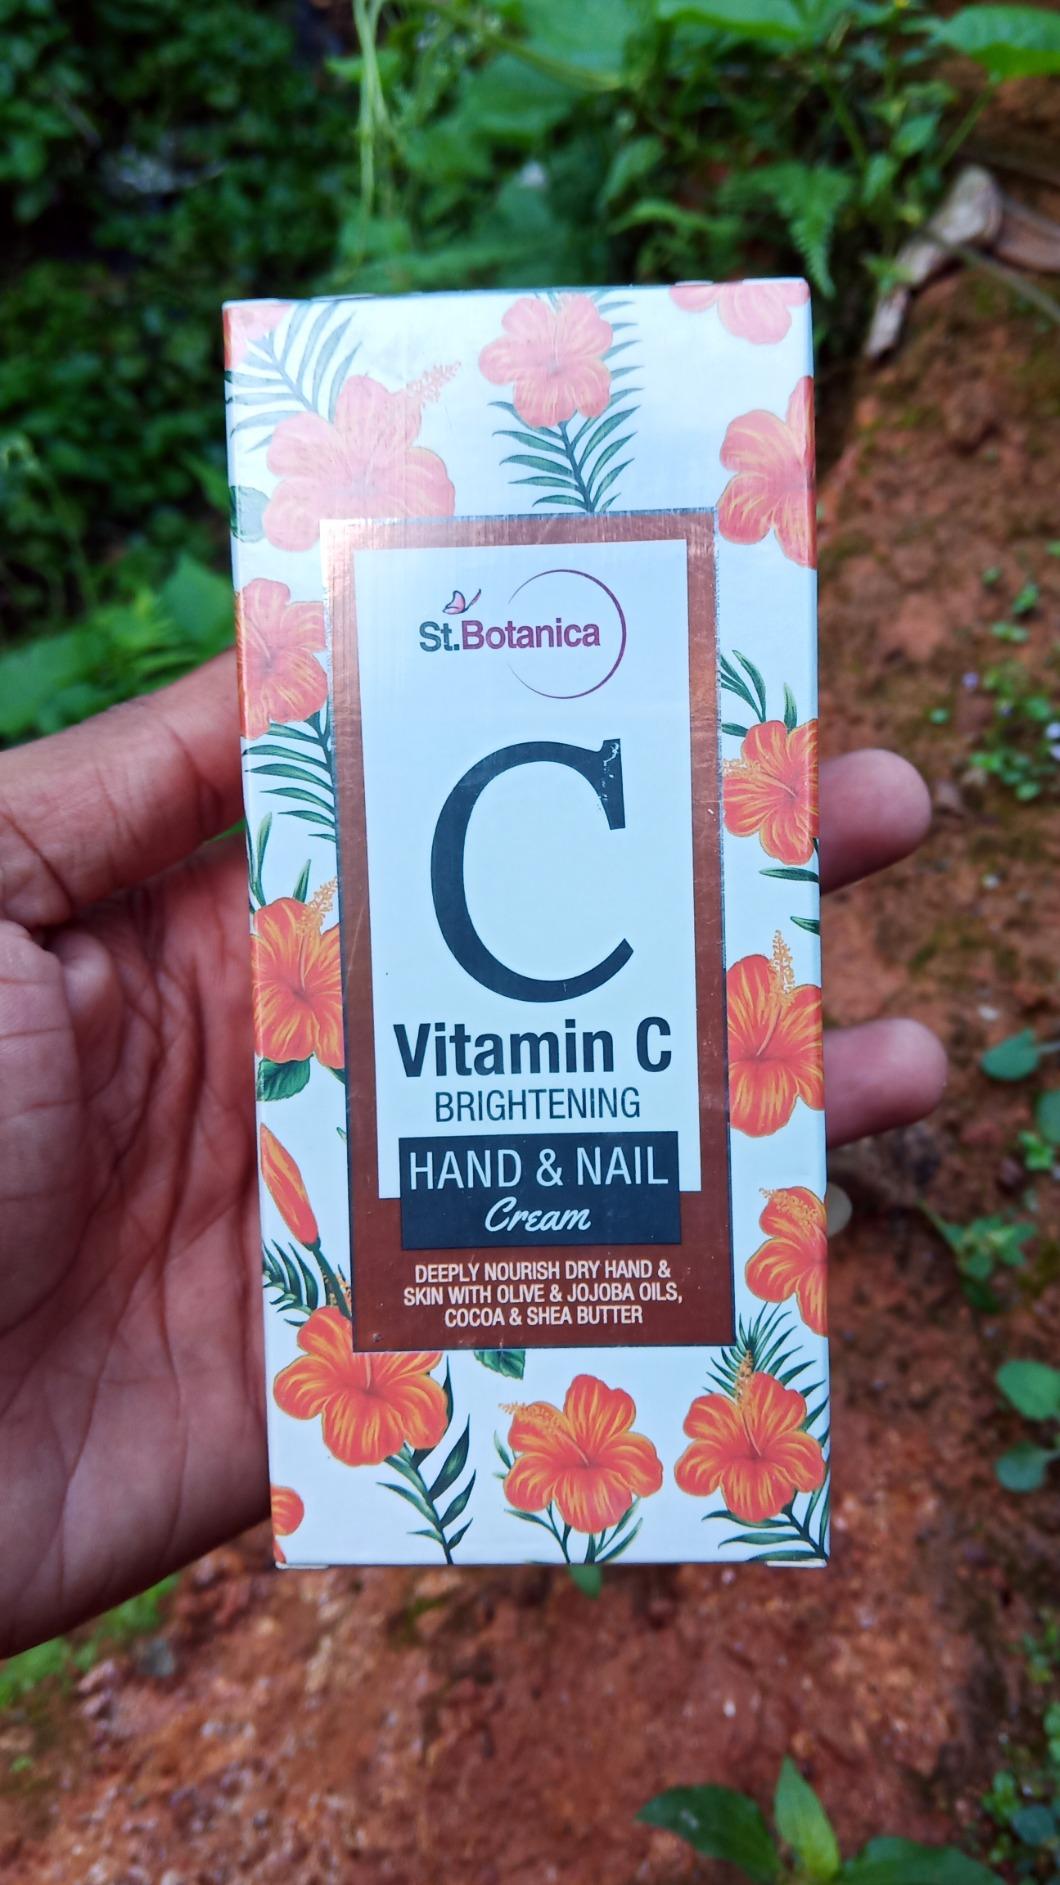 St.Botanica
C
Vitamin C
BRIGHTENING
HAND & NAIL
Cream
DEEPLY NOURISH DRY HAND &
SKIN WITH OLIVE & JOJOBA OILS,
COCOA & SHEA BUTTER